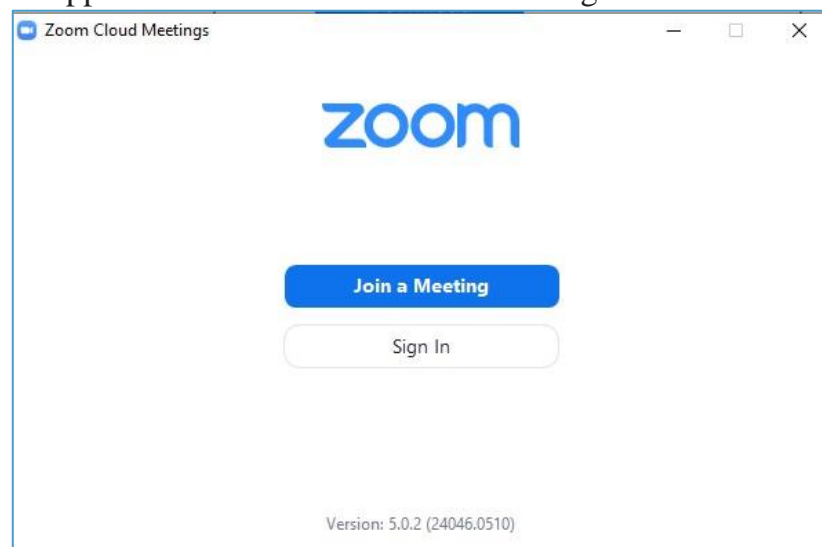 Zoom Cloud Meetings
zoom
Join a Meeting
Sign In
Version: 5.0.2 (24046.0510)